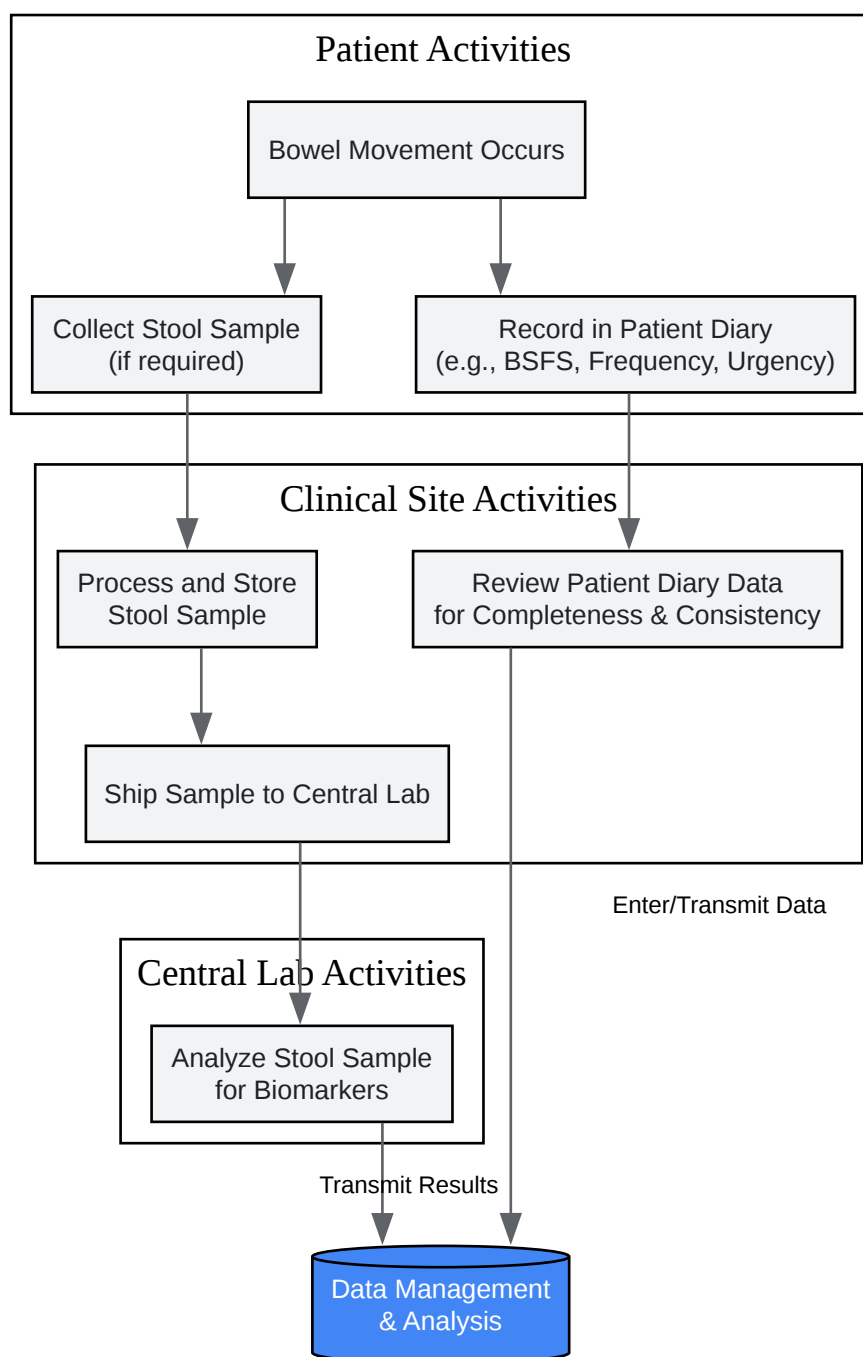 Patient Activities
Bowel Movement Occurs
Collect Stool Sample
(if required)
Record in Patient Diary
(e.g., BSFS, Frequency, Urgency)
Clinical Site Activities
Process and Store
Stool Sample
Review Patient Diary Data
for Completeness & Consistency
Ship Sample to Central Lab
Enter/Transmit Data
Central Lab Activities
Analyze Stool Sample
for Biomarkers
Transmit Results
Data Management
& Analysis